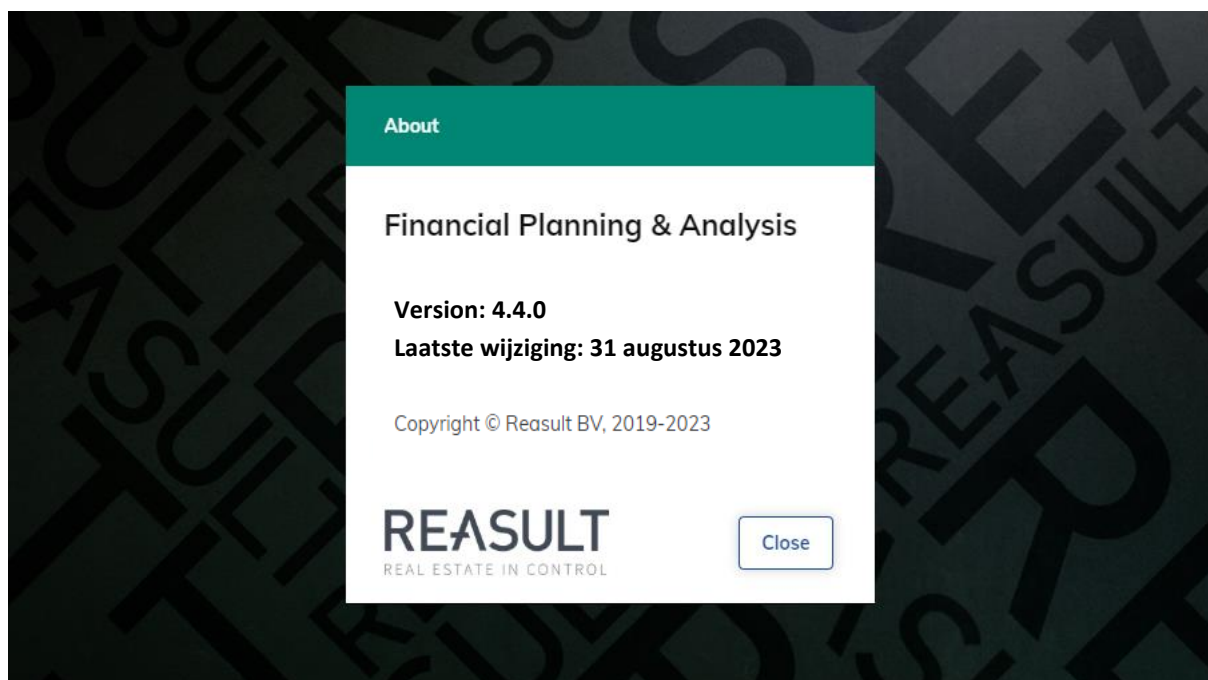 About
Financial Planning & Analysis
Version: 4.4.0
Laatste wijziging: 31 augustus 2023
Copyright © Reasult BV, 2019-2023
REASULT
REAL ESTATE IN CONTROL
Close